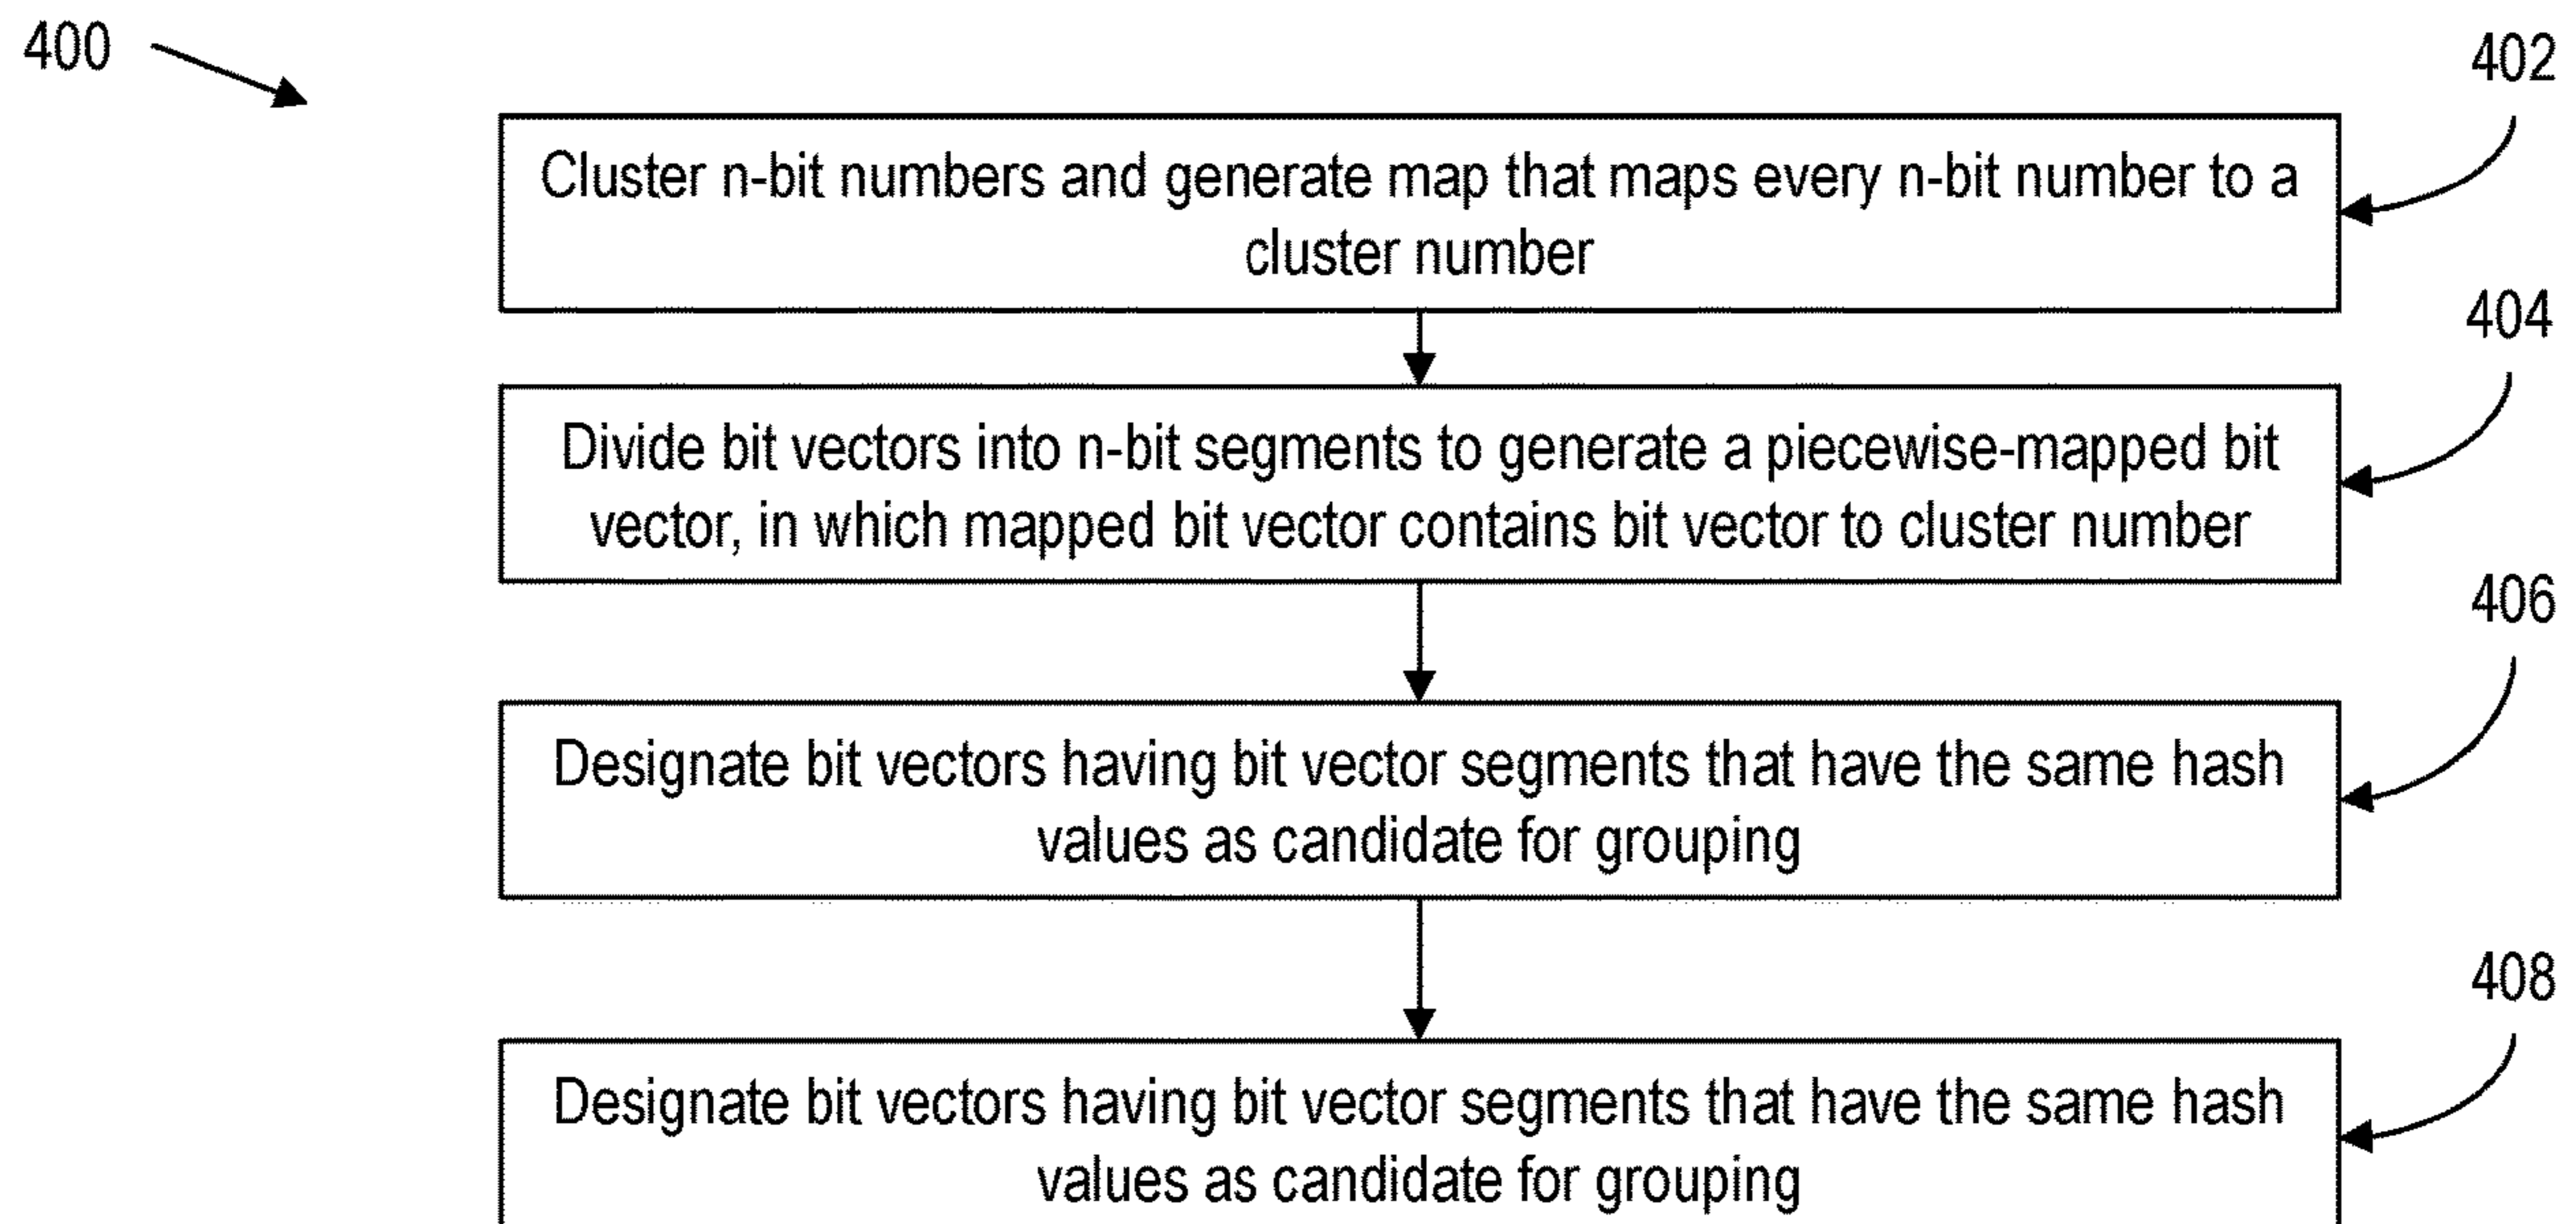 400
402
Cluster n-bit numbers and generate map that maps every n-bit number to a
cluster number
404
Divide bit vectors into n-bit segments to generate a piecewise-mapped bit
vector, in which mapped bit vector contains bit vector to cluster number
406
Designate bit vectors having bit vector segments that have the same hash
values as candidate for grouping
408
Designate bit vectors having bit vector segments that have the same hash
values as candidate for grouping